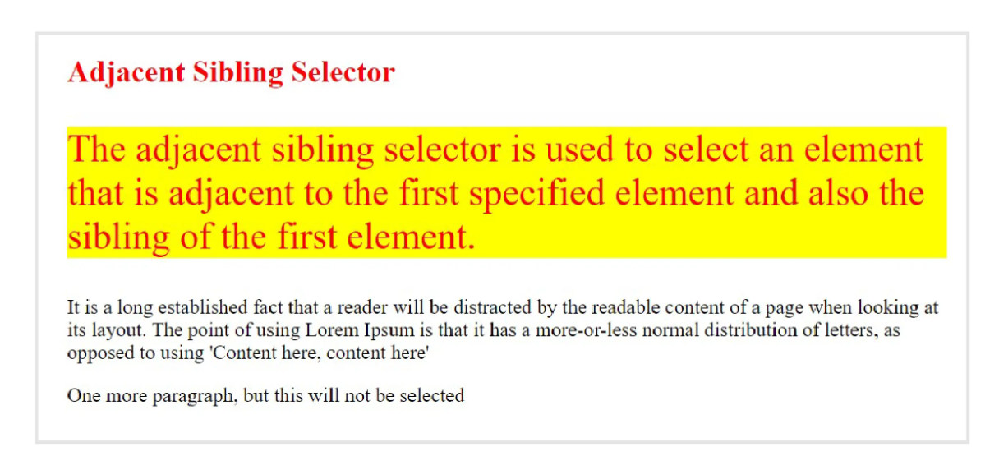 Adjacent Sibling Selector
The adjacent sibling selector is used to select an element
that is adjacent to the first specified element and also the
sibling of the first element.
It is a long established fact that a reader will be distracted by the readable content of a page when looking at
its layout. The point of using Lorem Ipsum is that it has a more-or-less normal distribution of letters, as
opposed to using 'Content here, content here'
One more paragraph, but this will not be selected